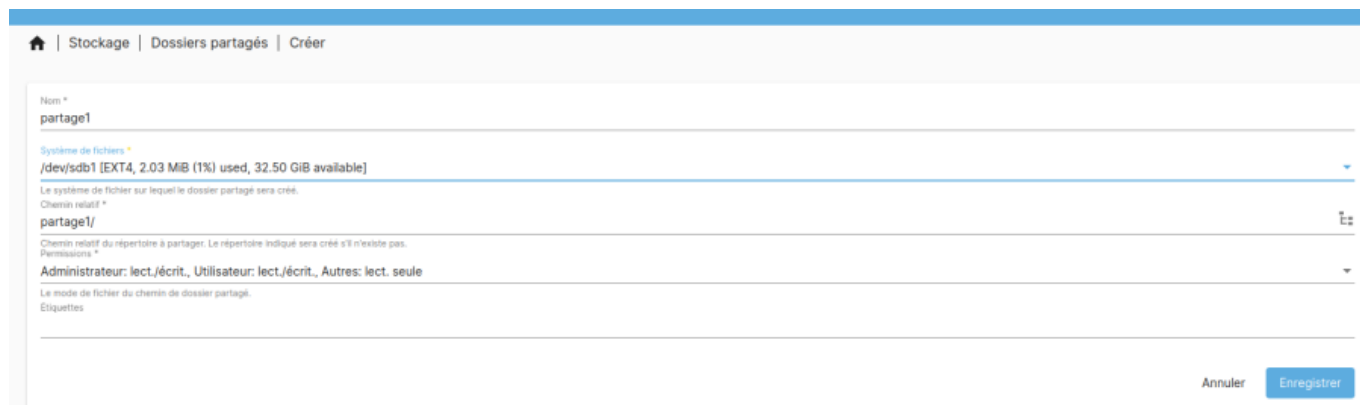 Stockage | Dossiers partagés | Créer
Nom *
partage1
Système de fichiers *
/dev/sdb1 [EXT4, 2.03 MiB (1%) used, 32.50 GiB available]
Le système de fichier sur lequel le dossier partagé sera créé.
Chemin relatif *
partage1/
Chemin relatif du répertoire à partager. Le répertoire indiqué sera créé s'il n'existe pas.
Permissions *
Administrateur: lect./écrit., Utilisateur: lect./écrit., Autres: lect. seule
Le mode de fichier du chemin de dossier partagé.
Étiquettes
Annuler Enregistrer